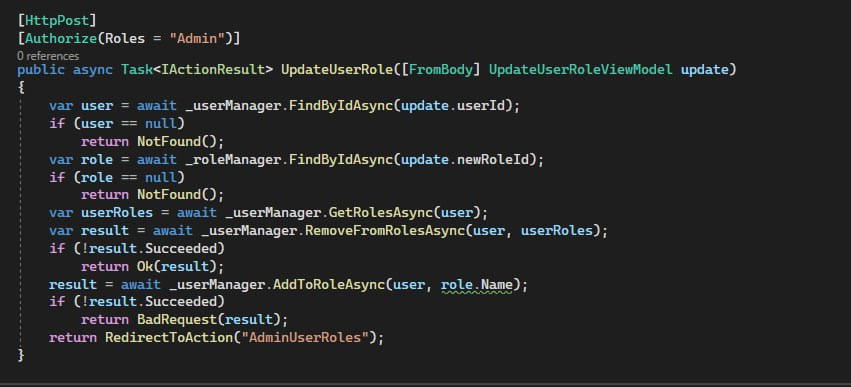 [HttpPost]
[Authorize(Roles = "Admin")]
0 references
public async Task<IActionResult> UpdateUserRole([FromBody] UpdateUserRoleViewModel update)
{
    var user = await _userManager.FindByIdAsync(update.userId);
    if (user == null)
        return NotFound();
    var role = await _roleManager.FindByIdAsync(update.newRoleId);
    if (role == null)
        return NotFound();
    var userRoles = await _userManager.GetRolesAsync(user);
    var result = await _userManager.RemoveFromRolesAsync(user, userRoles);
    if (!result.Succeeded)
        return Ok(result);
    result = await _userManager.AddToRoleAsync(user, role.Name);
    if (!result.Succeeded)
        return BadRequest(result);
    return RedirectToAction("AdminUserRoles");
}